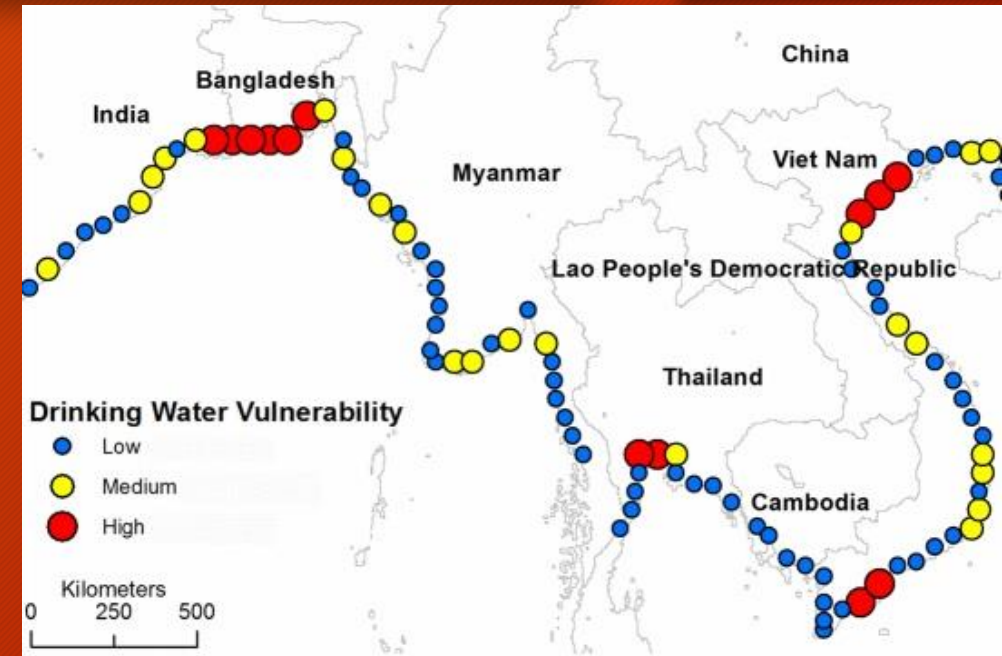 China
Bangladesh
India
Viet Nam
Myanmar
Lao People's Democratic Republic
Thailand
Drinking Water Vulnerability
Low
Medium
High
Cambodia
Kilometers
0 250 500